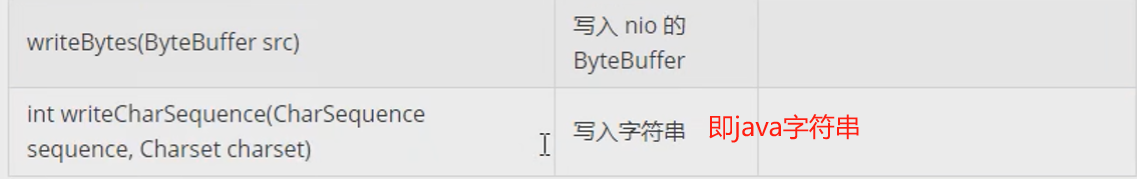 writeBytes(ByteBuffer src)
写入 nio 的
ByteBuffer
int writeCharSequence(CharSequence
sequence, Charset charset)
写入字符串
即java字符串